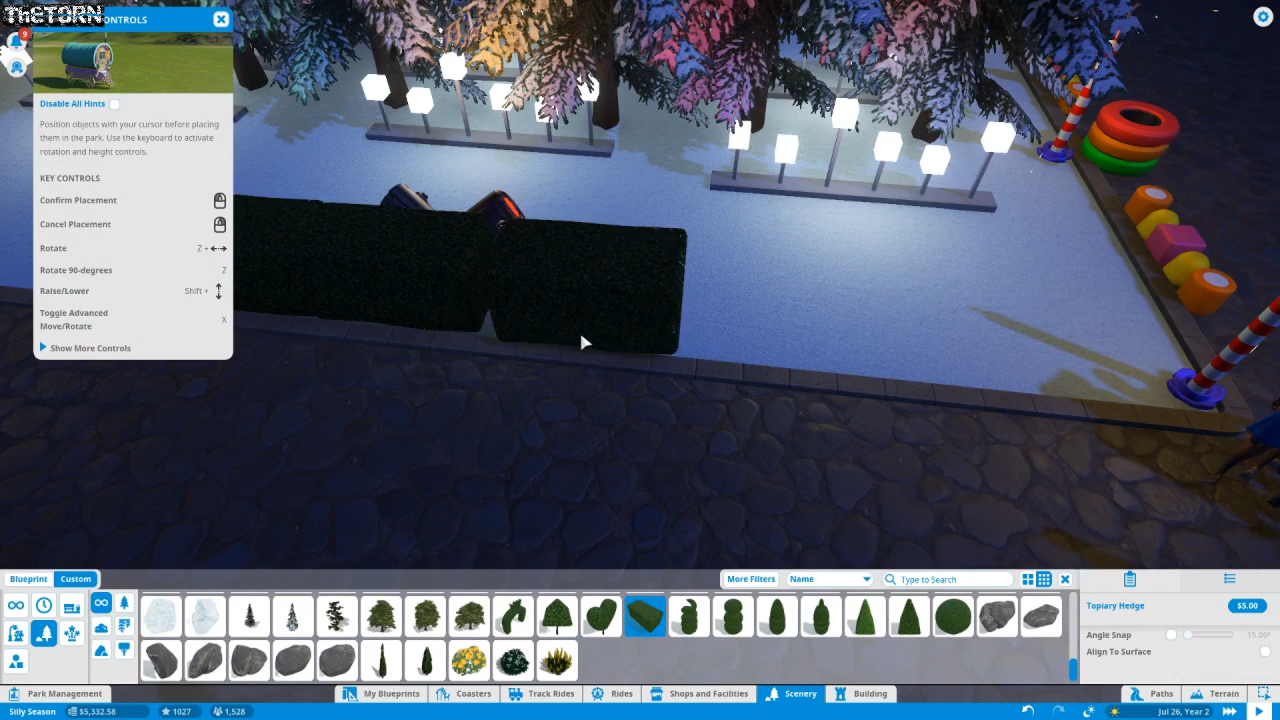 THETORN
CONTROLS
9
Disable All Hints
Position objects with your cursor before placing
them in the park. Use the keyboard to activate
rotation and height controls.
KEY CONTROLS
Confirm Placement
Cancel Placement
Rotate Z +
Rotate 90-degrees Z
Raise/Lower Shift +
Toggle Advanced
Move/Rotate X
Show More Controls
Blueprint Custom
More Filters Name Type to Search
Topiary Hedge $5.00
Angle Snap 15.00°
Align To Surface
Park Management My Blueprints Coasters Track Rides Rides Shops and Facilities Scenery Building Paths Terrain
Silly Season $5,332.58 1027 1,528 Jul 26, Year 2